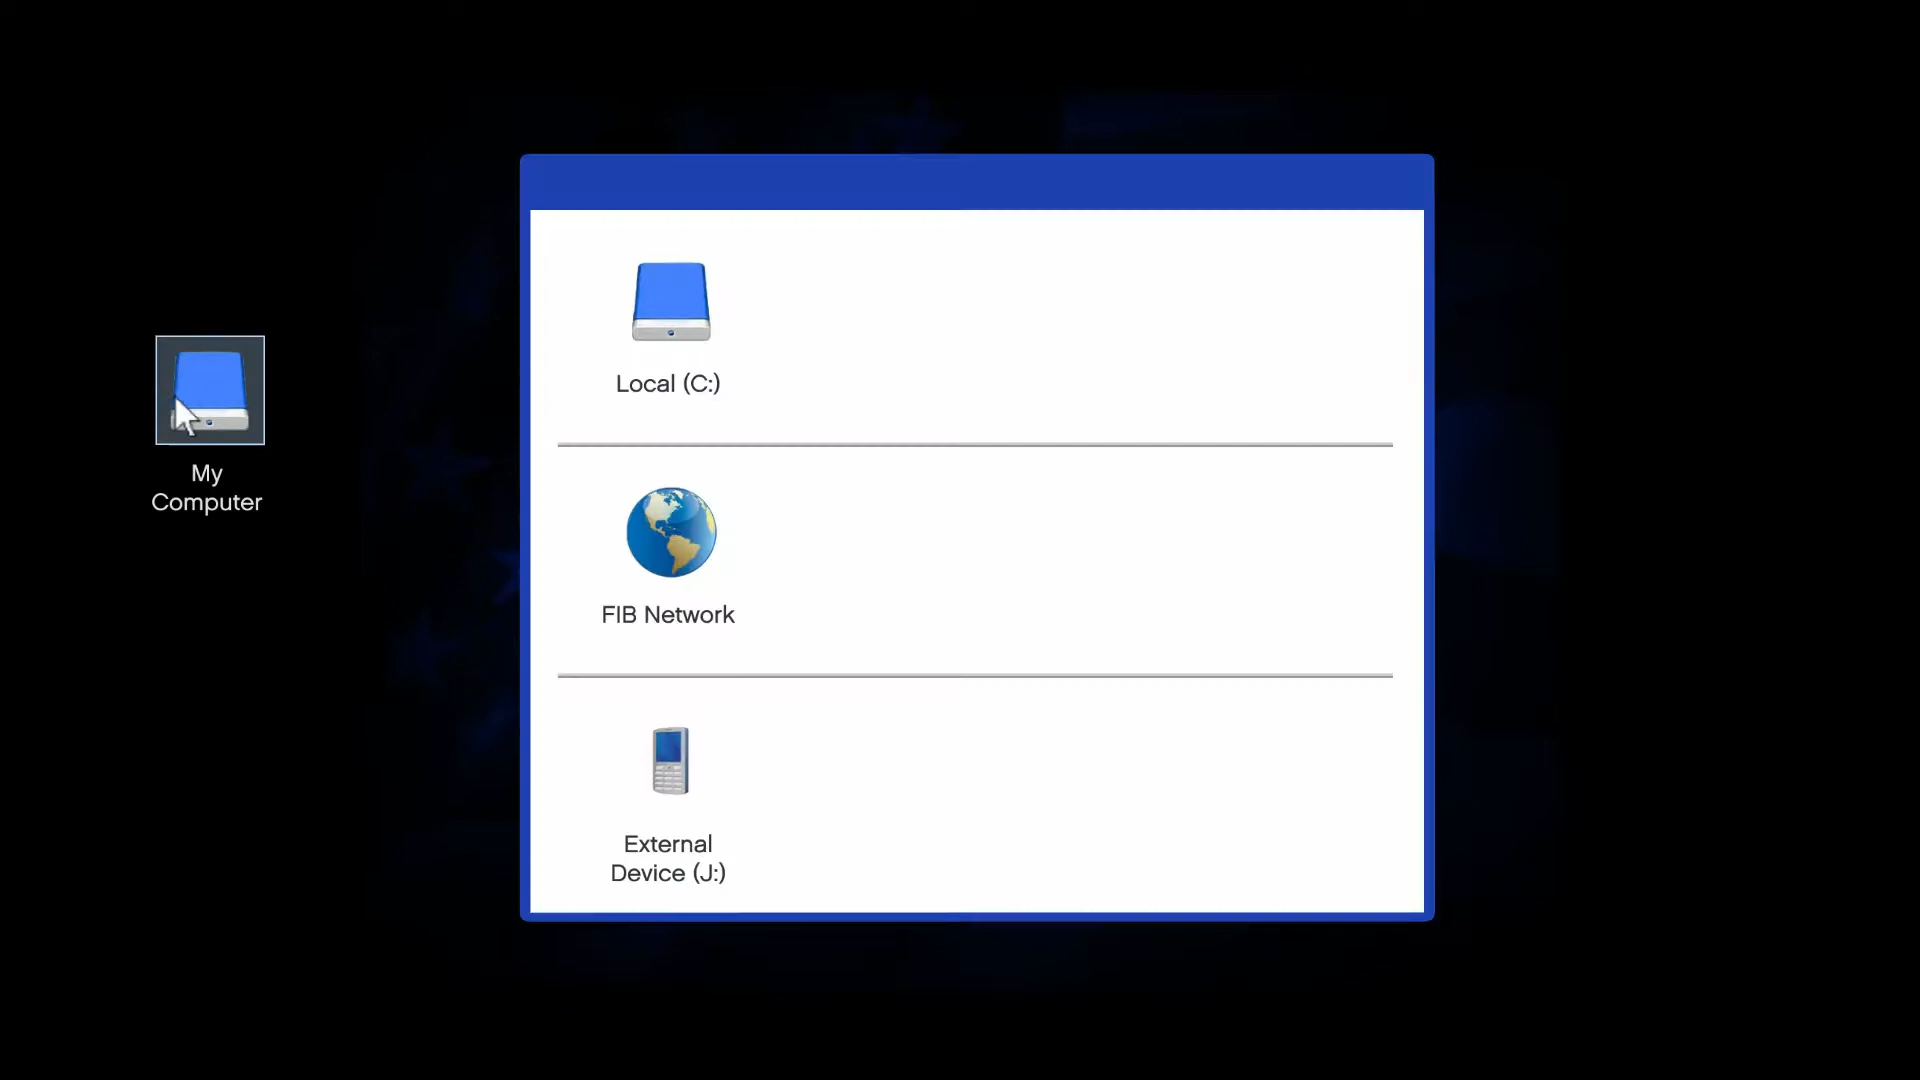 My
Computer
Local (C:)
FIB Network
External
Device (J:)